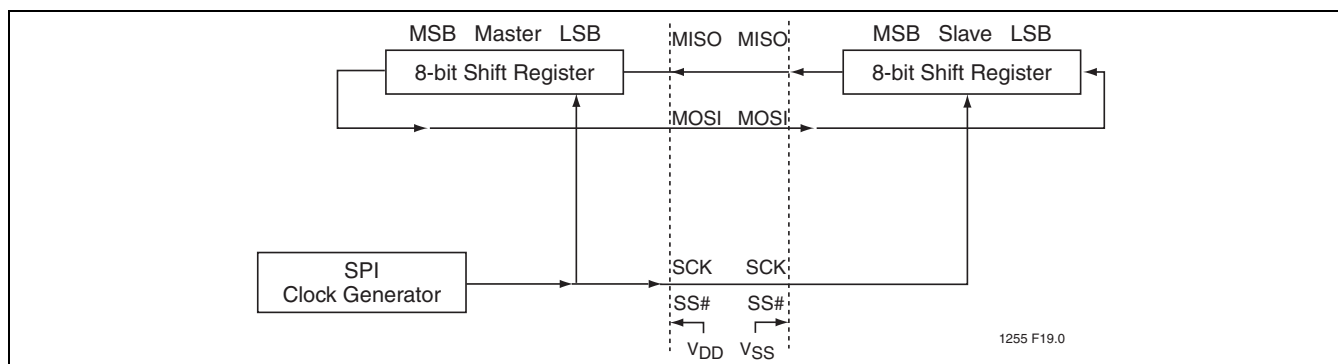 MSB Master LSB MISO MISO MSB Slave LSB
8-bit Shift Register 8-bit Shift Register
MOSI MOSI
SPI
Clock Generator
SCK SCK
SS# SS#
VDD VSS
1255 F19.0